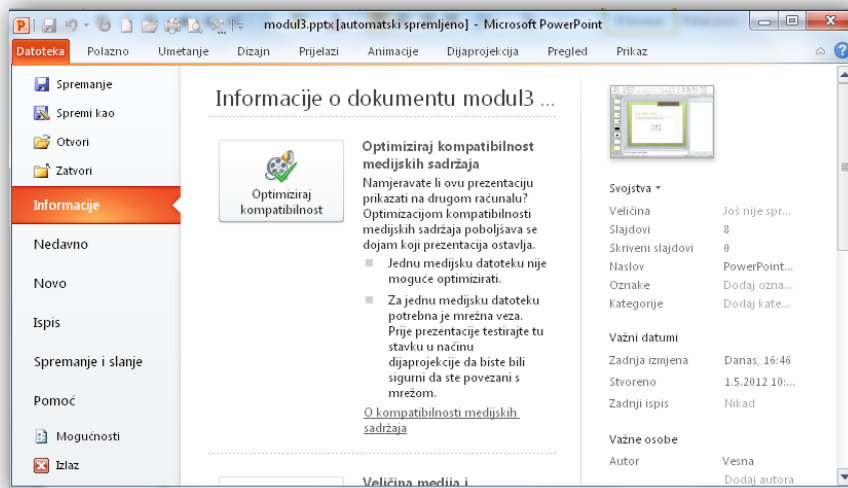 modul3.pptx [automatski spremljeno] - Microsoft PowerPoint
Datoteka Polazno Umetanje Dizajn Prijelazi Animacije Dijaprojekcija Pregled Prikaz
Spremanje
Spremi kao
Otvori
Zatvori
Informacije
Nedavno
Novo
Ispis
Spremanje i slanje
Pomoć
Mogućnosti
Izlaz
Informacije o dokumentu modul3 ...
Optimiziraj
kompatibilnost
Optimiziraj kompatibilnost
medijskih sadržaja
Namjeravate li ovu prezentaciju
prikazati na drugom računalu?
Optimizacijom kompatibilnosti
medijskih sadržaja poboljšava se
dojam koji prezentacija ostavlja.
Jednu medijsku datoteku nije
moguće optimizirati.
Za jednu medijsku datoteku
potrebna je mrežna veza.
Prije prezentacije testirajte tu
stavku u načinu
dijaprojekcije da biste bili
sigurni da ste povezani s
mrežom.
O kompatibilnosti medijskih
sadržaja
Veličina medija i
Svojstva
Veličina Još nije spr...
Slajdovi 8
Skriveni slajdovi 0
Naslov PowerPoint...
Oznake Dodaj ozna...
Kategorije Dodaj kate...
Važni datumi
Zadnja izmjena Danas, 16:46
Stvoreno 1.5.2012 10:...
Zadnji ispis Nikad
Važne osobe
Autor Vesna
Dodaj autora